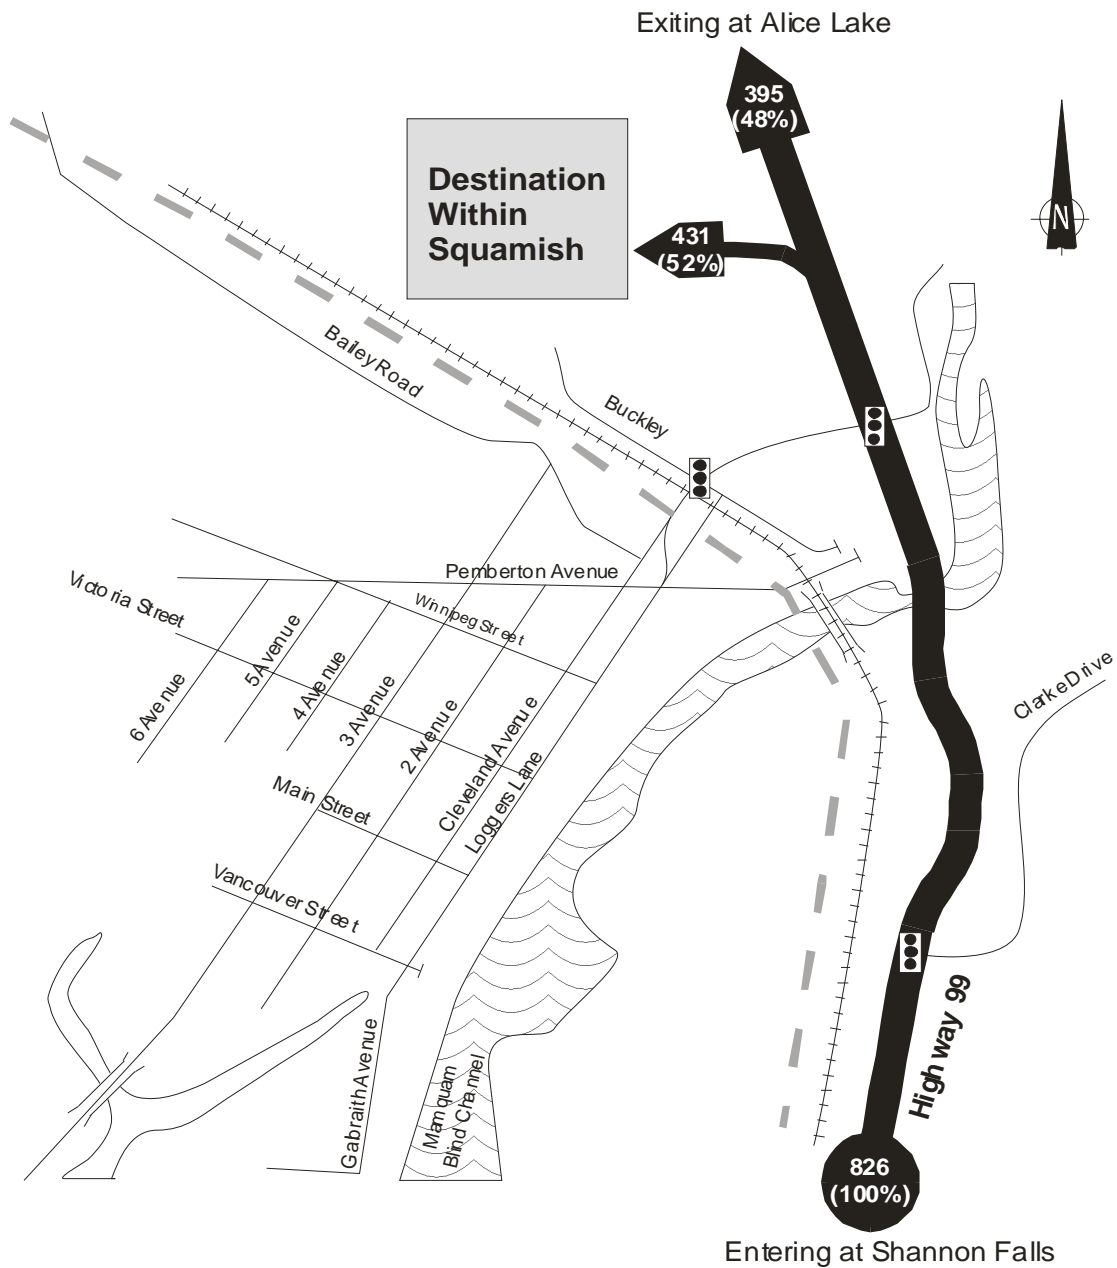 Exiting at Alice Lake
395
(48%)
Destination
Within
Squamish
431
(52%)
N
Bailey Road
Buckley
Pemberton Avenue
Victoria Street
Winnipeg Street
5 Avenue
4 Avenue
6 Avenue
3 Avenue
2 Avenue
Cleveland Avenue
Loggers Lane
Clarke Drive
Main Street
Vancouver Street
Highway 99
Gabraith Avenue
Mamquam
Blind Channel
826
(100%)
Entering at Shannon Falls